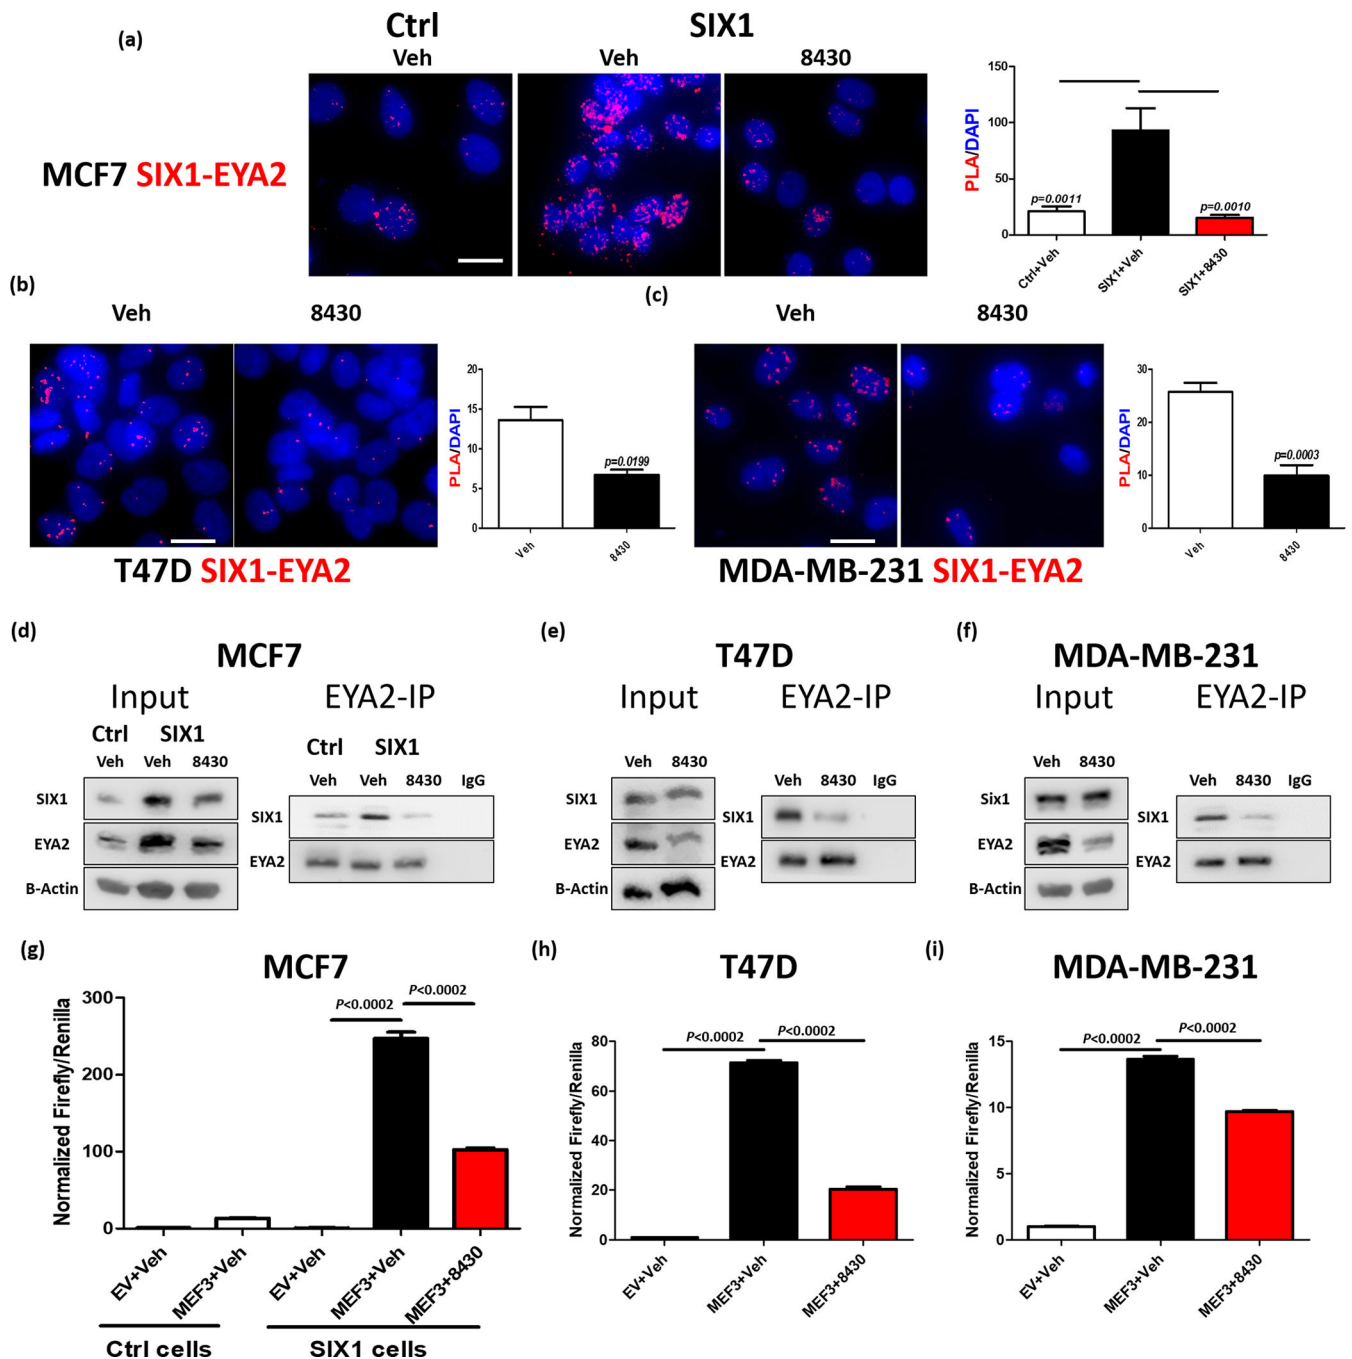 (a)
Ctrl
SIX1
Veh
Veh
8430
MCF7 SIX1-EYA2
PLA/DAPI
150
100
50
0
p=0.0011
p=0.0010
Ctrl+Veh
SIX1+Veh
SIX1+8430
(b)
Veh
8430
T47D SIX1-EYA2
PLA/DAPI
20
15
10
5
0
p=0.0199
Veh
8430
(c)
Veh
8430
MDA-MB-231 SIX1-EYA2
PLA/DAPI
30
20
10
0
p=0.0003
Veh
8430
(d)
MCF7
Input
EYA2-IP
Ctrl SIX1
Veh Veh 8430
SIX1
EYA2
B-Actin
Ctrl SIX1
Veh Veh 8430 IgG
SIX1
EYA2
(e)
T47D
Input
EYA2-IP
Veh 8430
SIX1
EYA2
B-Actin
Veh 8430 IgG
SIX1
EYA2
(f)
MDA-MB-231
Input
EYA2-IP
Veh 8430
Six1
EYA2
B-Actin
Veh 8430 IgG
SIX1
EYA2
(g)
MCF7
Normalized Firefly/Renilla
300
200
100
0
P<0.0002
P<0.0002
EV+Veh
MEF3+Veh
EV+Veh
MEF3+Veh
MEF3+8430
Ctrl cells
SIX1 cells
(h)
T47D
Normalized Firefly/Renilla
80
60
40
20
0
P<0.0002
P<0.0002
EV+Veh
MEF3+Veh
MEF3+8430
(i)
MDA-MB-231
Normalized Firefly/Renilla
15
10
5
0
P<0.0002
P<0.0002
EV+Veh
MEF3+Veh
MEF3+8430